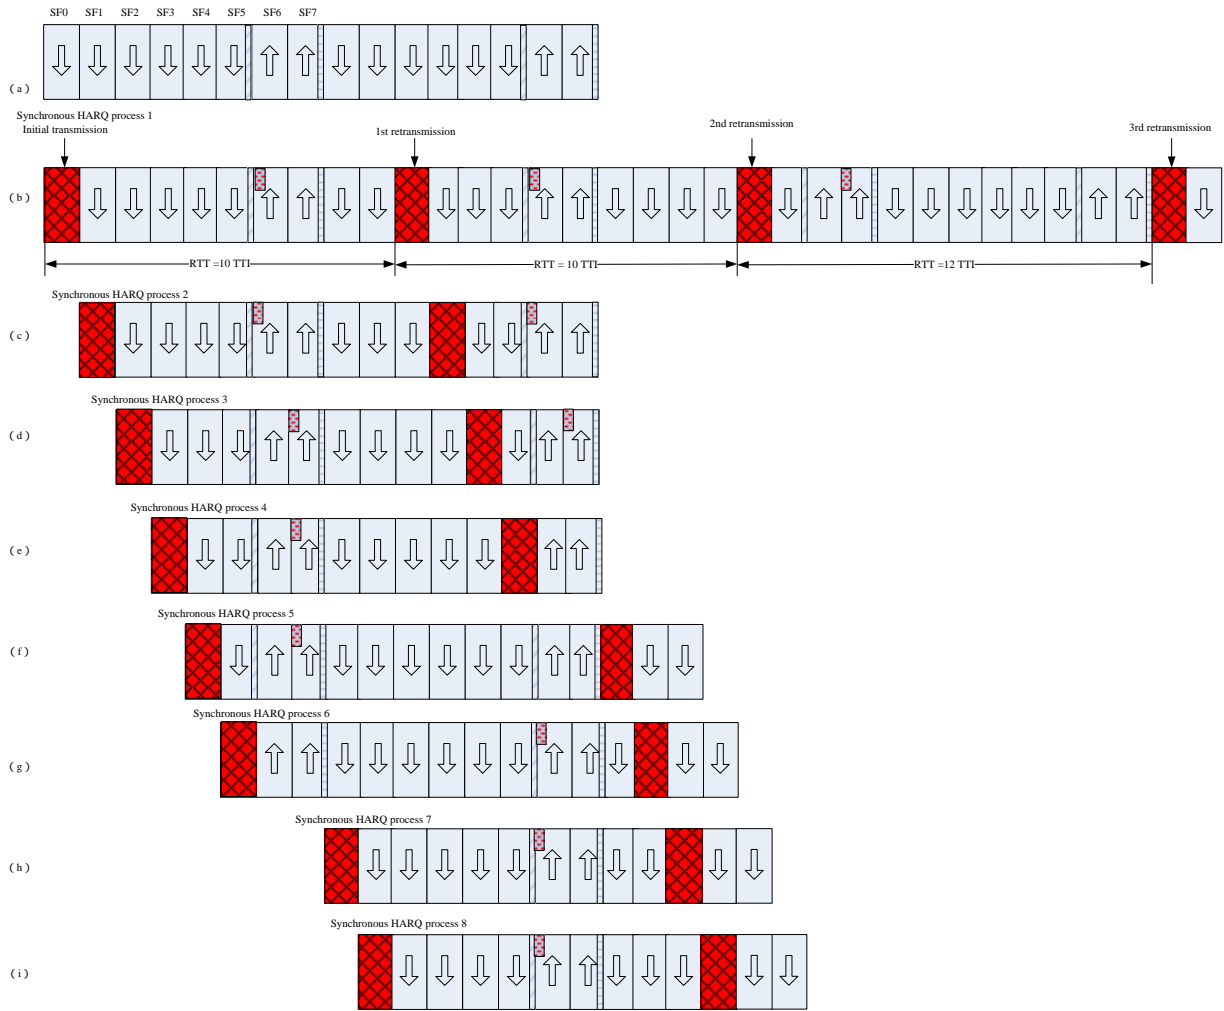 SF0 SF1 SF2 SF3 SF4 SF5 SF6 SF7
( a )
Synchronous HARQ process 1
Initial transmission
1st retransmission
2nd retransmission
3rd retransmission
( b )
RTT =10 TTI
RTT = 10 TTI
RTT =12 TTI
Synchronous HARQ process 2
( c )
Synchronous HARQ process 3
( d )
Synchronous HARQ process 4
( e )
Synchronous HARQ process 5
( f )
Synchronous HARQ process 6
( g )
Synchronous HARQ process 7
( h )
Synchronous HARQ process 8
( i )